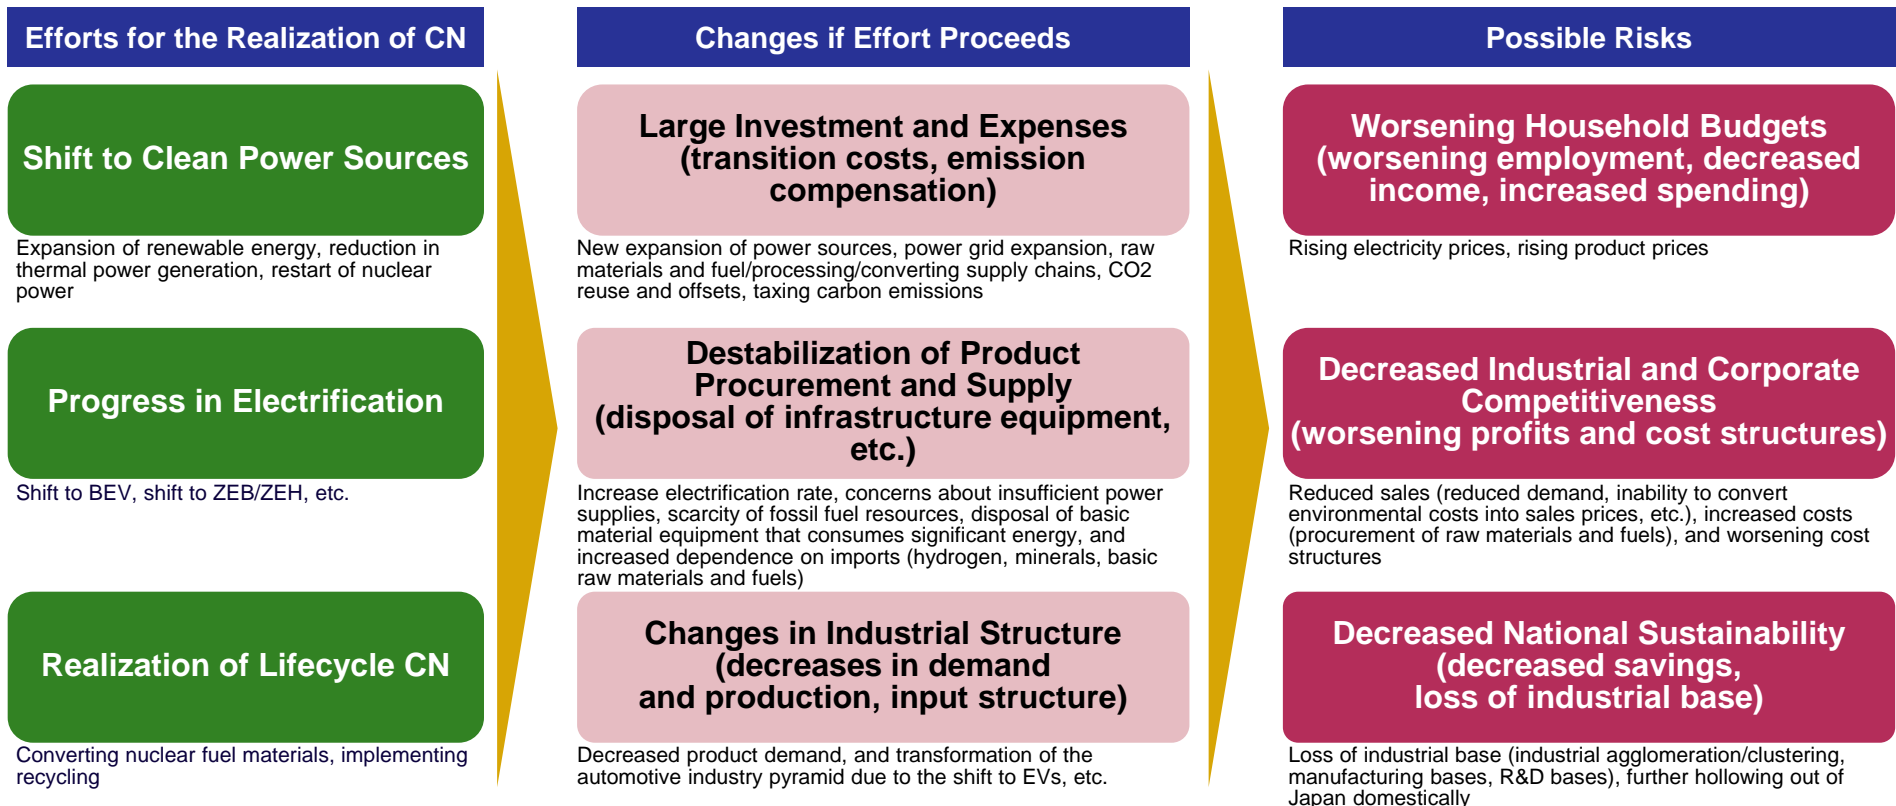 Efforts for the Realization of CN
Shift to Clean Power Sources
Expansion of renewable energy, reduction in
thermal power generation, restart of nuclear
power
Progress in Electrification
Shift to BEV, shift to ZEB/ZEH, etc.
Realization of Lifecycle CN
Converting nuclear fuel materials, implementing
recycling
Changes if Effort Proceeds
Large Investment and Expenses
(transition costs, emission
compensation)
New expansion of power sources, power grid expansion, raw
materials and fuel/processing/converting supply chains, CO2
reuse and offsets, taxing carbon emissions
Destabilization of Product
Procurement and Supply
(disposal of infrastructure equipment,
etc.)
Increase electrification rate, concerns about insufficient power
supplies, scarcity of fossil fuel resources, disposal of basic
material equipment that consumes significant energy, and
increased dependence on imports (hydrogen, minerals, basic
raw materials and fuels)
Changes in Industrial Structure
(decreases in demand
and production, input structure)
Decreased product demand, and transformation of the
automotive industry pyramid due to the shift to EVs, etc.
Possible Risks
Worsening Household Budgets
(worsening employment, decreased
income, increased spending)
Rising electricity prices, rising product prices
Decreased Industrial and Corporate
Competitiveness
(worsening profits and cost structures)
Reduced sales (reduced demand, inability to convert
environmental costs into sales prices, etc.), increased costs
(procurement of raw materials and fuels), and worsening cost
structures
Decreased National Sustainability
(decreased savings,
loss of industrial base)
Loss of industrial base (industrial agglomeration/clustering,
manufacturing bases, R&D bases), further hollowing out of
Japan domestically